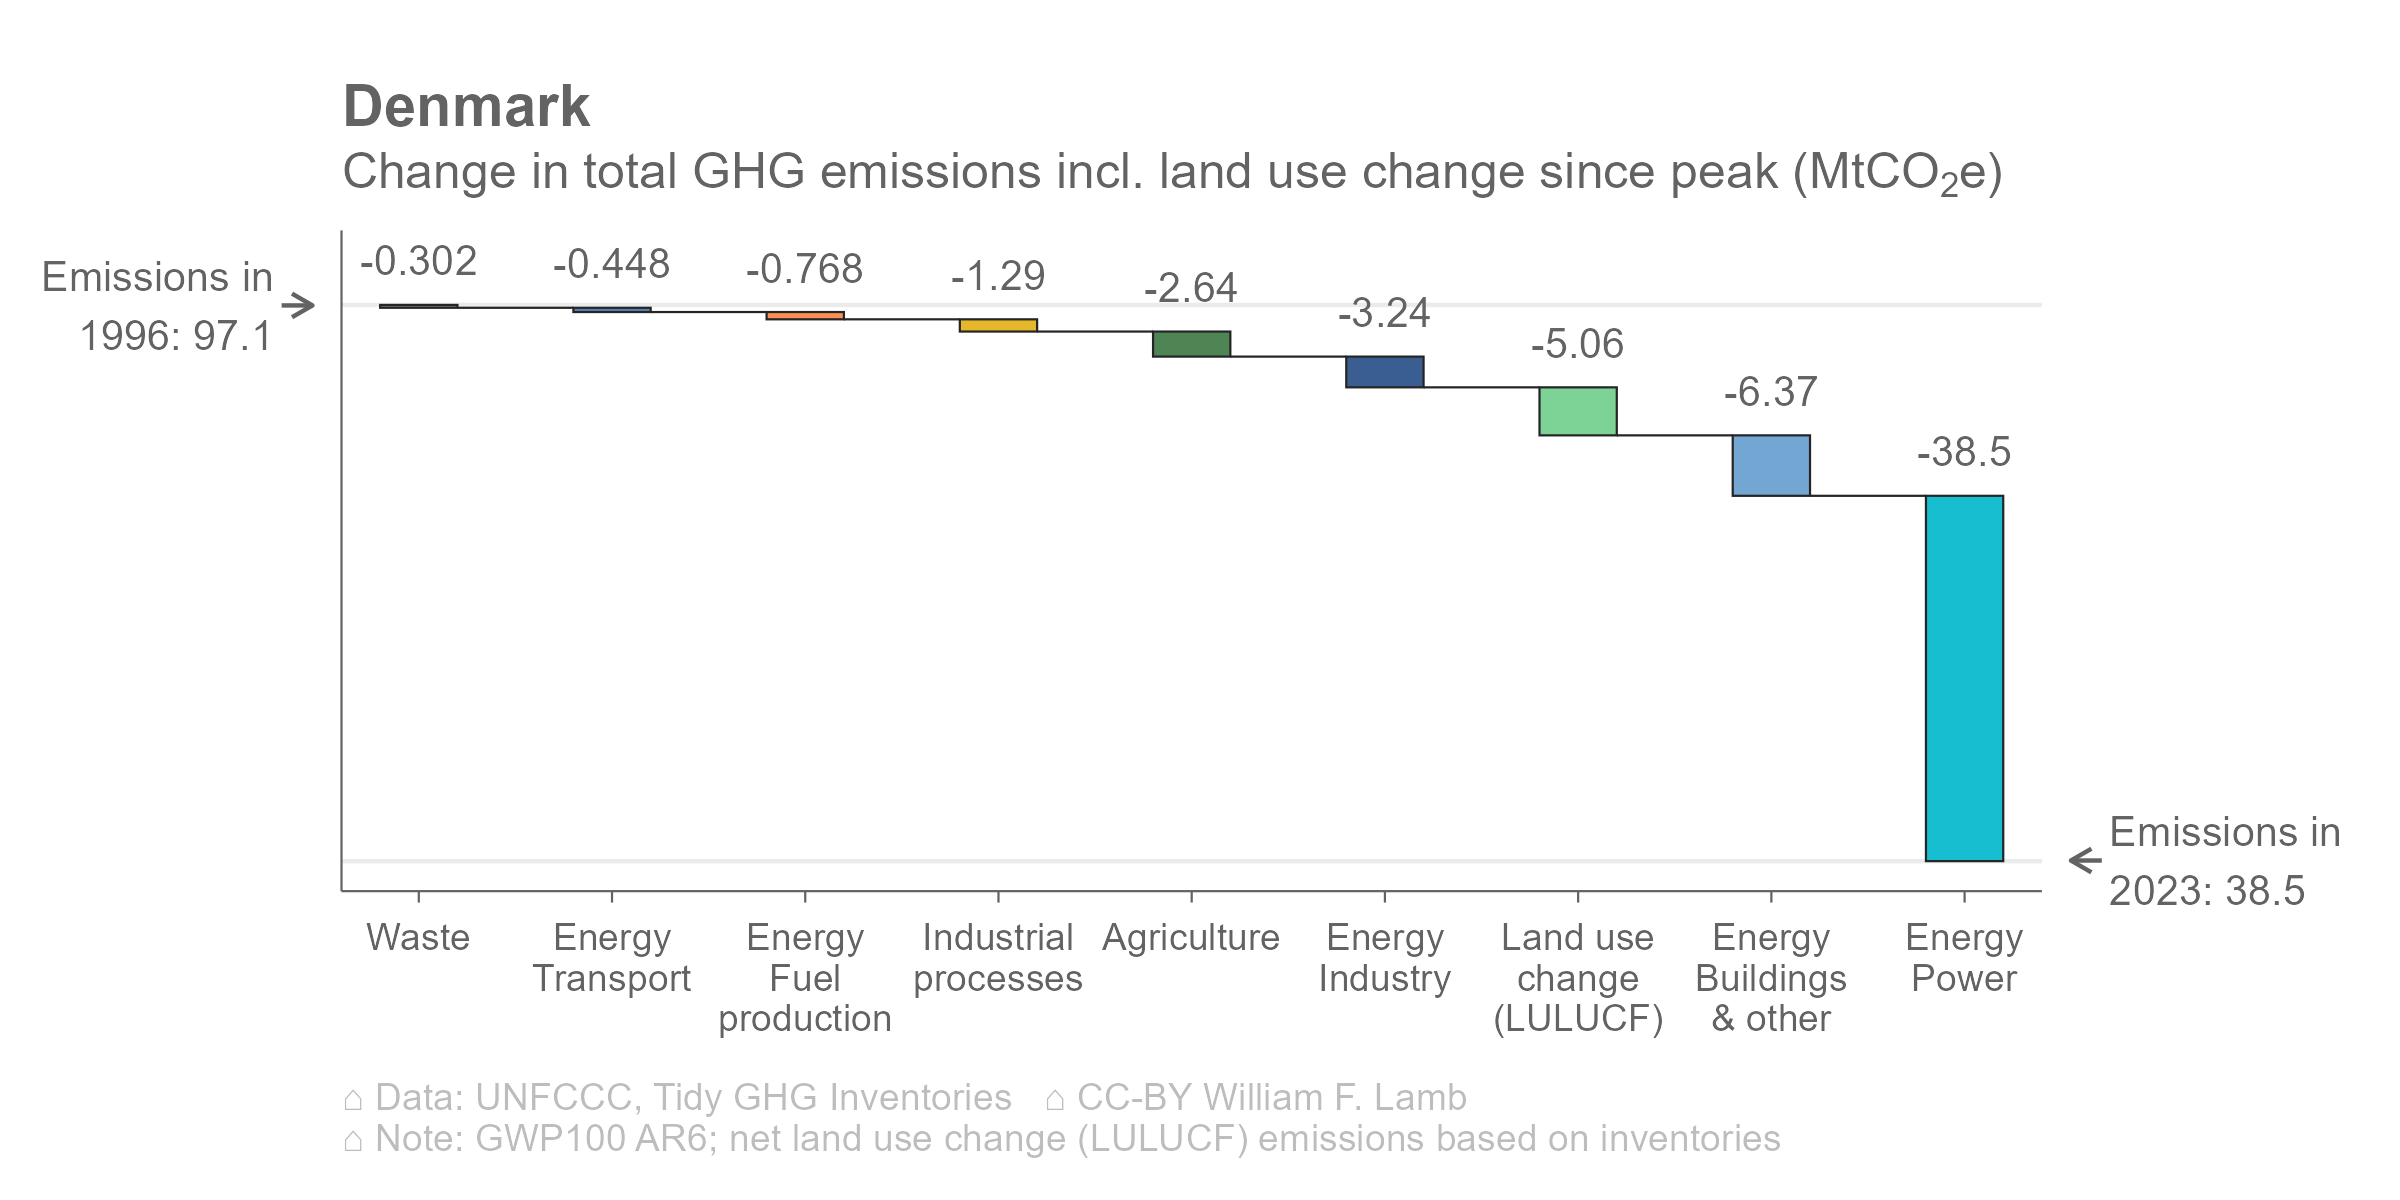 Denmark
Change in total GHG emissions incl. land use change since peak (MtCO₂e)
Emissions in
1996: 97.1
-0.302
-0.448
-0.768
-1.29
-2.64
-3.24
-5.06
-6.37
-38.5
Emissions in
2023: 38.5
Waste
Energy
Transport
Energy
Fuel
production
Industrial
processes
Agriculture
Energy
Industry
Land use
change
(LULUCF)
Energy
Buildings
& other
Energy
Power
⌂ Data: UNFCCC, Tidy GHG Inventories ⌂ CC-BY William F. Lamb
⌂ Note: GWP100 AR6; net land use change (LULUCF) emissions based on inventories